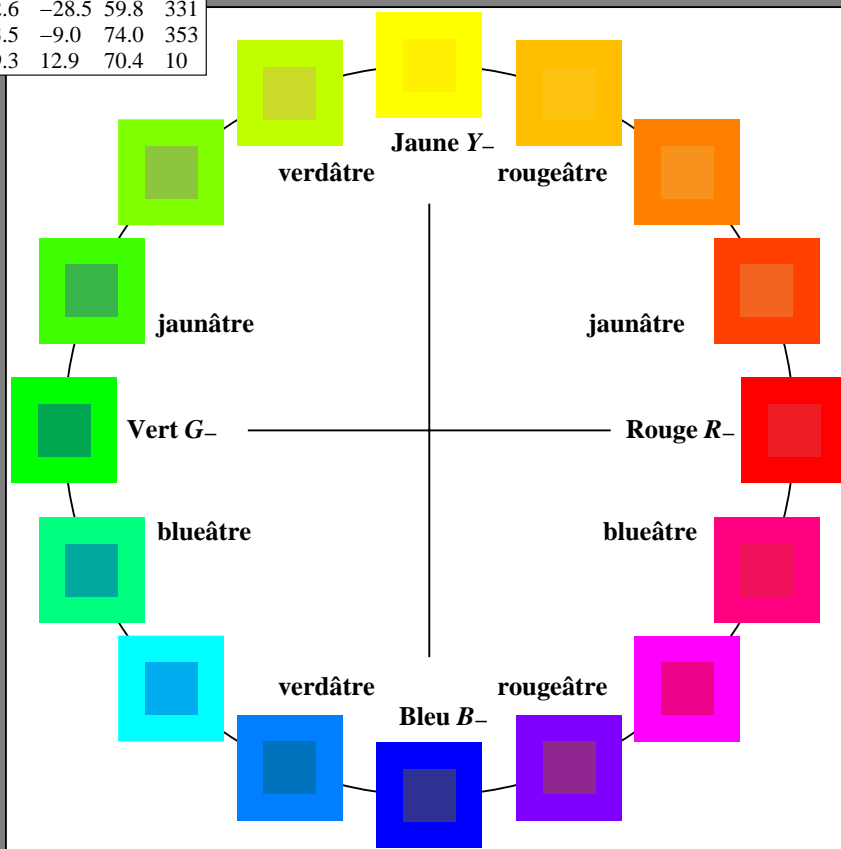 −28.5 59.8 331
−9.0 74.0 353
12.9 70.4 10
Jaune Y−
verdâtre rougeâtre
jaunâtre jaunâtre
Vert G− Rouge R−
blueâtre blueâtre
verdâtre rougeâtre
Bleu B−